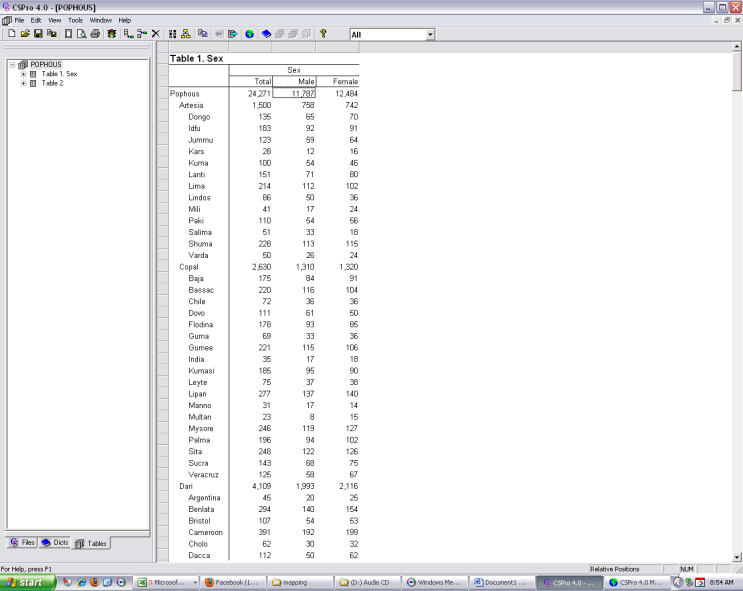 CSPro 4.0 - [POPHOUS]
File Edit View Tools Window Help
All
POPHOUS
Table 1. Sex
Table 2.
Table 1. Sex
Sex
Total Male Female
Pophous 24,271 11,787 12,484
Artesia 1,500 758 742
Dongo 135 65 70
Idfu 183 92 91
Jummu 123 59 64
Kars 28 12 16
Kuma 100 54 46
Lanti 151 71 80
Lima 214 112 102
Lindos 86 50 36
Mili 41 17 24
Paki 110 54 56
Salima 51 33 18
Shuma 228 113 115
Varda 50 26 24
Copal 2,630 1,310 1,320
Baja 175 84 91
Bassac 220 116 104
Chile 72 36 36
Dovo 111 61 50
Flodina 178 93 85
Guma 69 33 36
Gumee 221 115 106
India 35 17 18
Kumasi 185 95 90
Leyte 75 37 38
Lipari 277 137 140
Manno 31 17 14
Multan 23 8 15
Mysore 246 119 127
Palma 196 94 102
Sita 248 122 126
Sucra 143 68 75
Veracruz 125 58 67
Dari 4,109 1,993 2,116
Argentina 45 20 25
Benlata 294 140 154
Bristol 107 54 53
Cameroon 391 192 199
Cholo 62 30 32
Dacca 112 50 62
Files Dicts Tables
For Help, press F1 Relative Positions NUM
start 3 Microsof... Facebook (1... mapping (D:) Audio CD Windows Me... Document1 ... CSPro 4.0 - ... CSPro 4.0 M... 8:54 AM